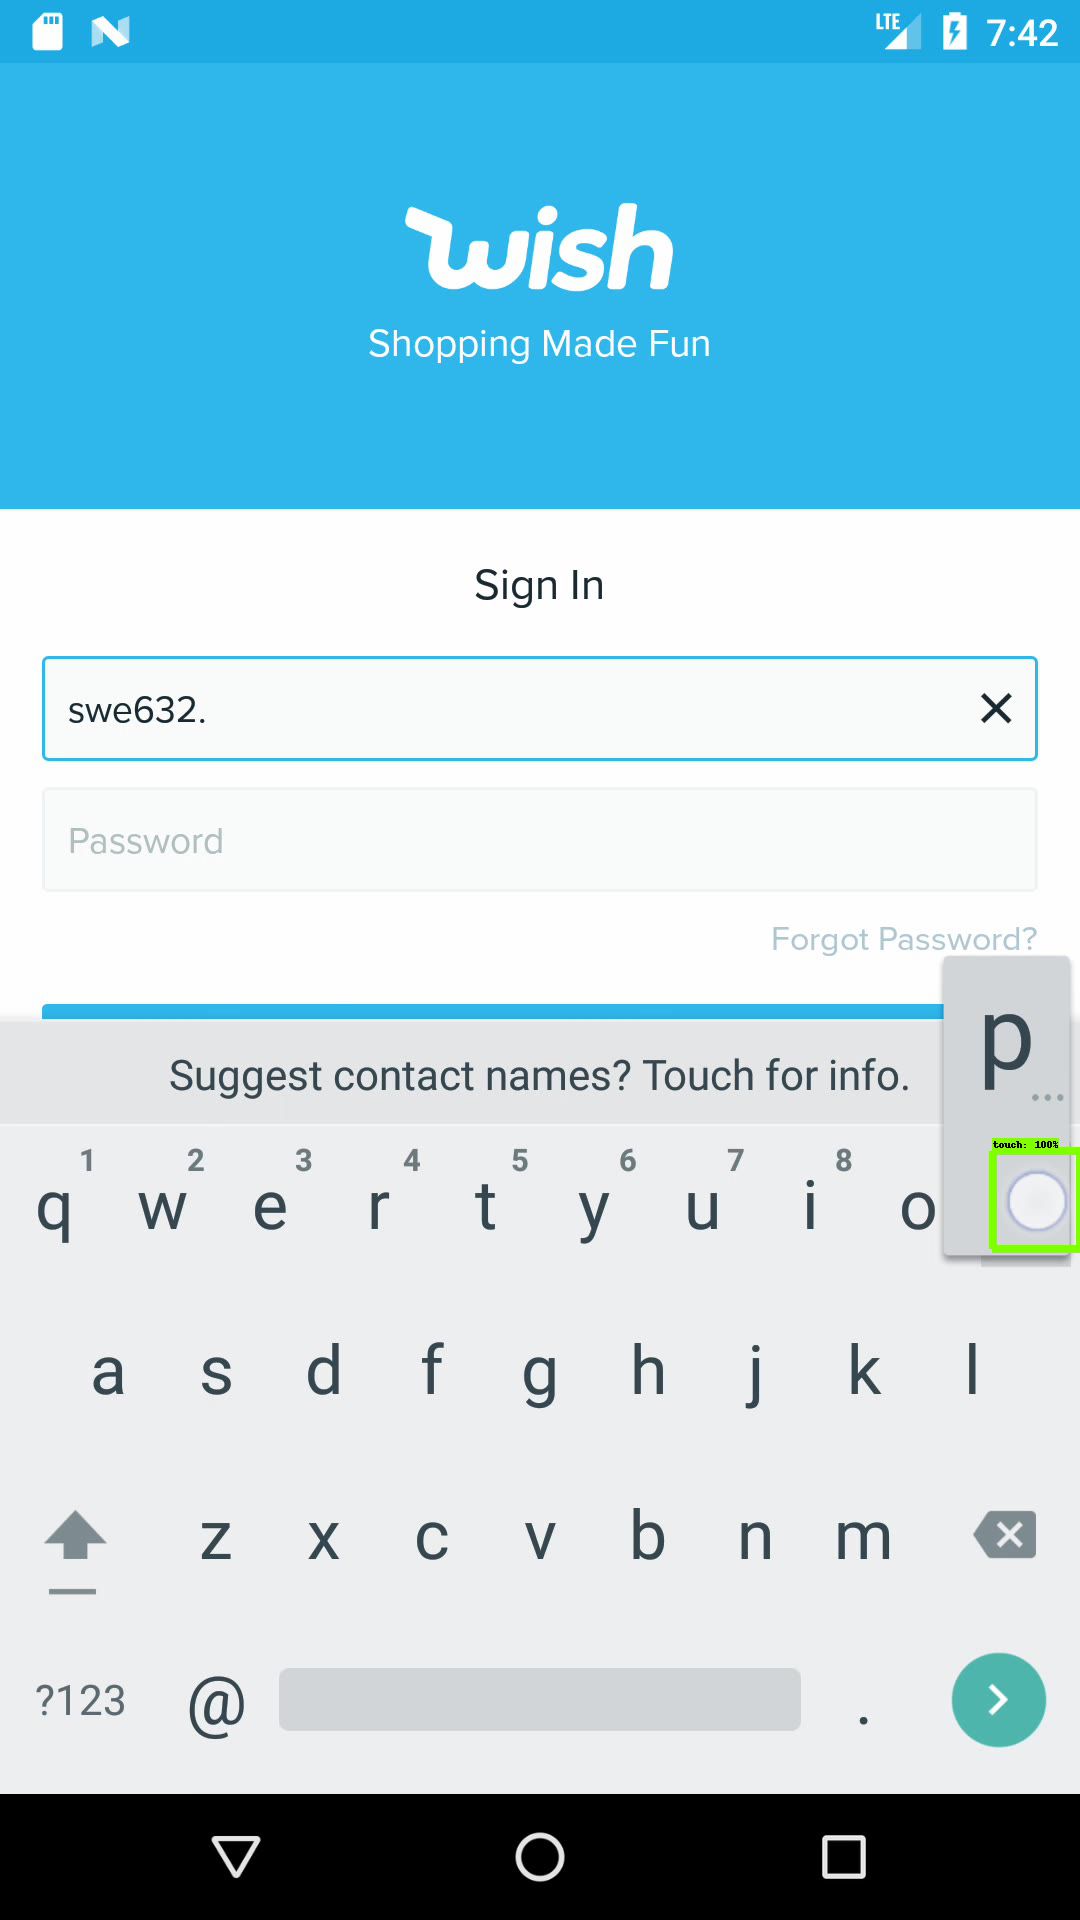 LTE 7:42
wish
Shopping Made Fun
Sign In
swe632.
Password
Forgot Password?
p
...
Suggest contact names? Touch for info.
touch: 100%
1 2 3 4 5 6 7 8
q w e r t y u i o
a s d f g h j k l
z x c v b n m
?123 @ .